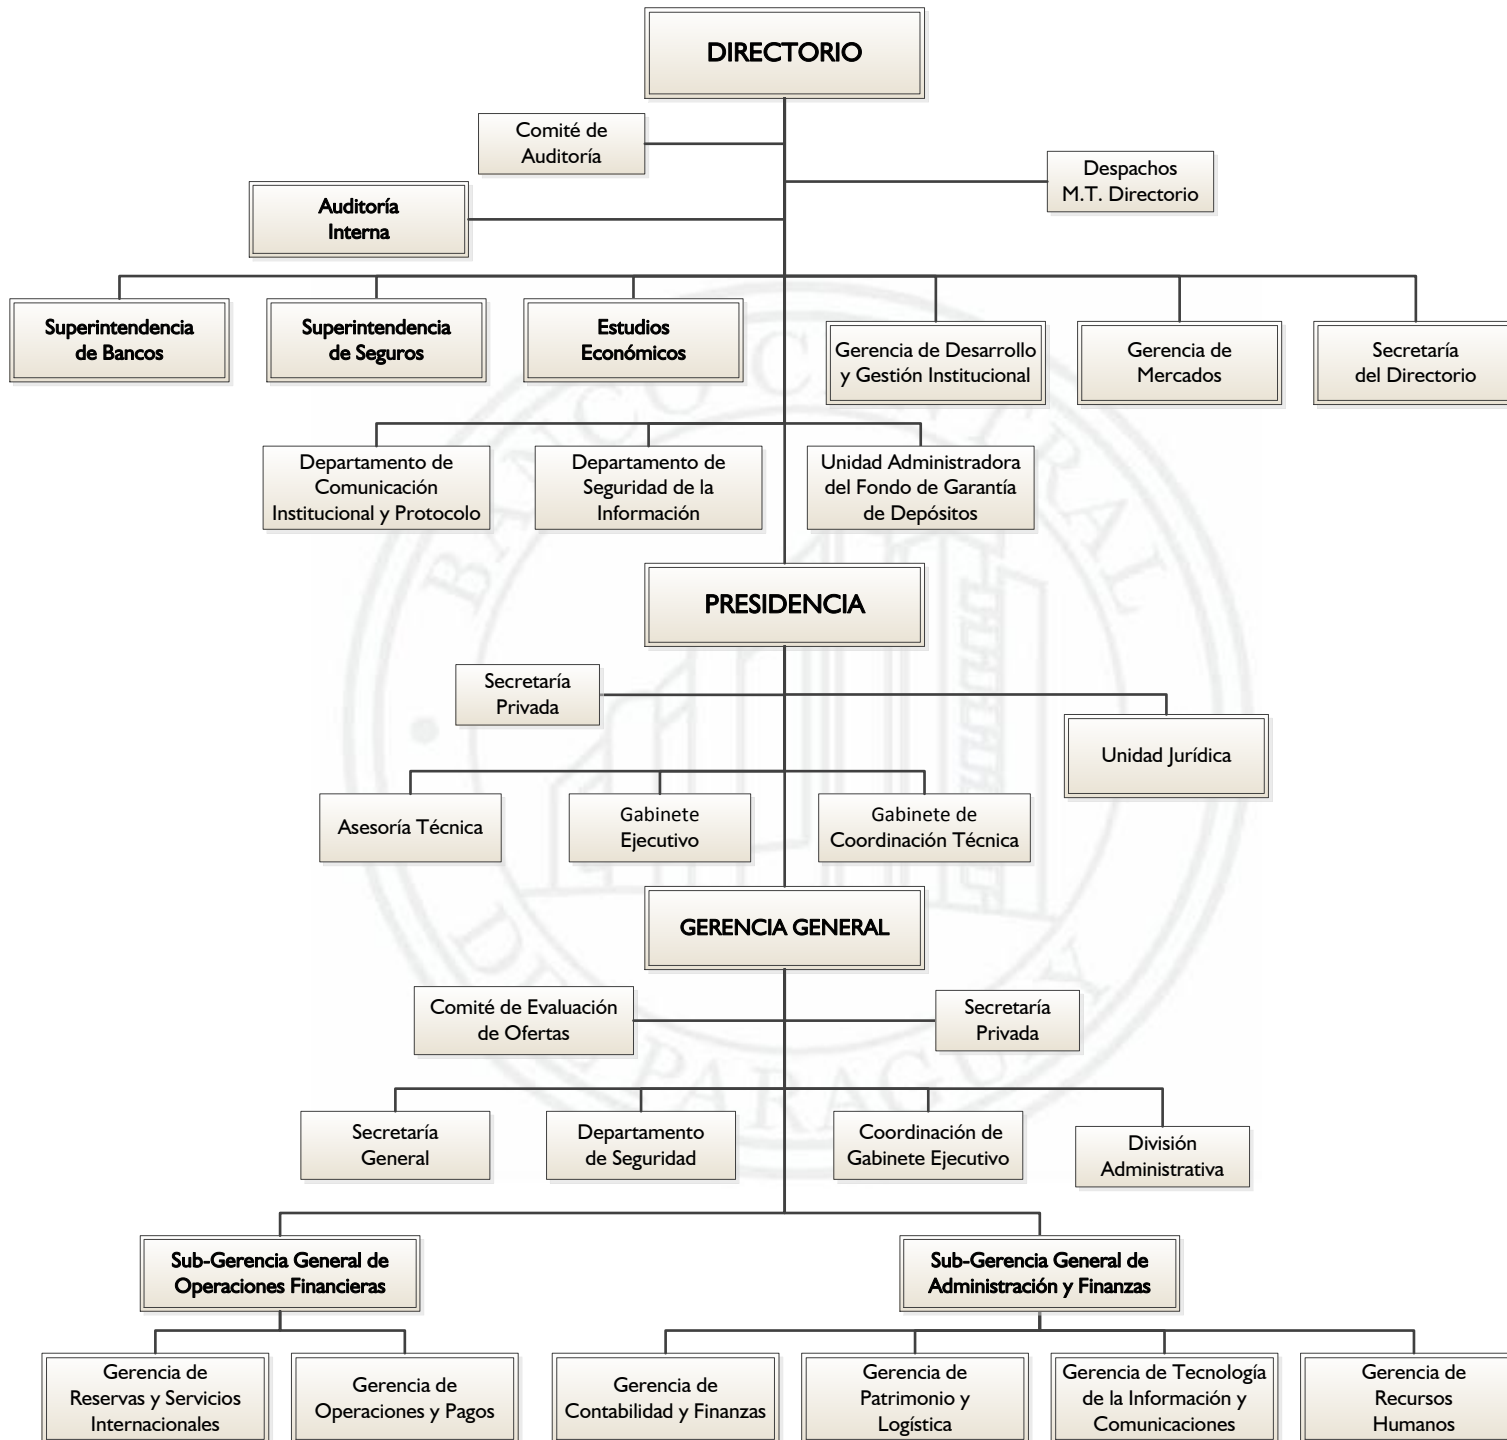 DIRECTORIO
Comité de
Auditoría
Despachos
M.T. Directorio
Auditoría
Interna
Superintendencia
de Bancos
Superintendencia
de Seguros
Estudios
Económicos
Gerencia de Desarrollo
y Gestión Institucional
Gerencia de
Mercados
Secretaría
del Directorio
Departamento de
Comunicación
Institucional y Protocolo
Departamento de
Seguridad de la
Información
Unidad Administradora
del Fondo de Garantía
de Depósitos
PRESIDENCIA
Secretaría
Privada
Unidad Jurídica
Asesoría Técnica
Gabinete
Ejecutivo
Gabinete de
Coordinación Técnica
GERENCIA GENERAL
Comité de Evaluación
de Ofertas
Secretaría
Privada
Secretaría
General
Departamento
de Seguridad
Coordinación de
Gabinete Ejecutivo
División
Administrativa
Sub-Gerencia General de
Operaciones Financieras
Sub-Gerencia General de
Administración y Finanzas
Gerencia de
Reservas y Servicios
Internacionales
Gerencia de
Operaciones y Pagos
Gerencia de
Contabilidad y Finanzas
Gerencia de
Patrimonio y
Logística
Gerencia de Tecnología
de la Información y
Comunicaciones
Gerencia de
Recursos
Humanos
BANCO CENTRAL
DEL PARAGUAY